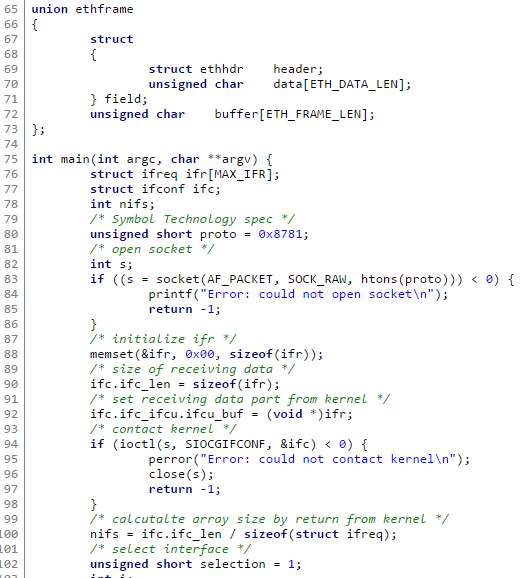 65 union ethframe
66 {
67 struct
68 {
69 struct ethhdr header;
70 unsigned char data[ETH_DATA_LEN];
71 } field;
72 unsigned char buffer[ETH_FRAME_LEN];
73 };
74
75 int main(int argc, char **argv) {
76 struct ifreq ifr[MAX_IFR];
77 struct ifconf ifc;
78 int nifs;
79 /* Symbol Technology spec */
80 unsigned short proto = 0x8781;
81 /* open socket */
82 int s;
83 if ((s = socket(AF_PACKET, SOCK_RAW, htons(proto))) < 0) {
84 printf("Error: could not open socket\n");
85 return -1;
86 }
87 /* initialize ifr */
88 memset(&ifr, 0x00, sizeof(ifr));
89 /* size of receiving data */
90 ifc.ifc_len = sizeof(ifr);
91 /* set receiving data part from kernel */
92 ifc.ifc_ifcu.ifcu_buf = (void *)ifr;
93 /* contact kernel */
94 if (ioctl(s, SIOCGIFCONF, &ifc) < 0) {
95 perror("Error: could not contact kernel\n");
96 close(s);
97 return -1;
98 }
99 /* calcutalte array size by return from kernel */
100 nifs = ifc.ifc_len / sizeof(struct ifreq);
101 /* select interface */
102 unsigned short selection = 1;